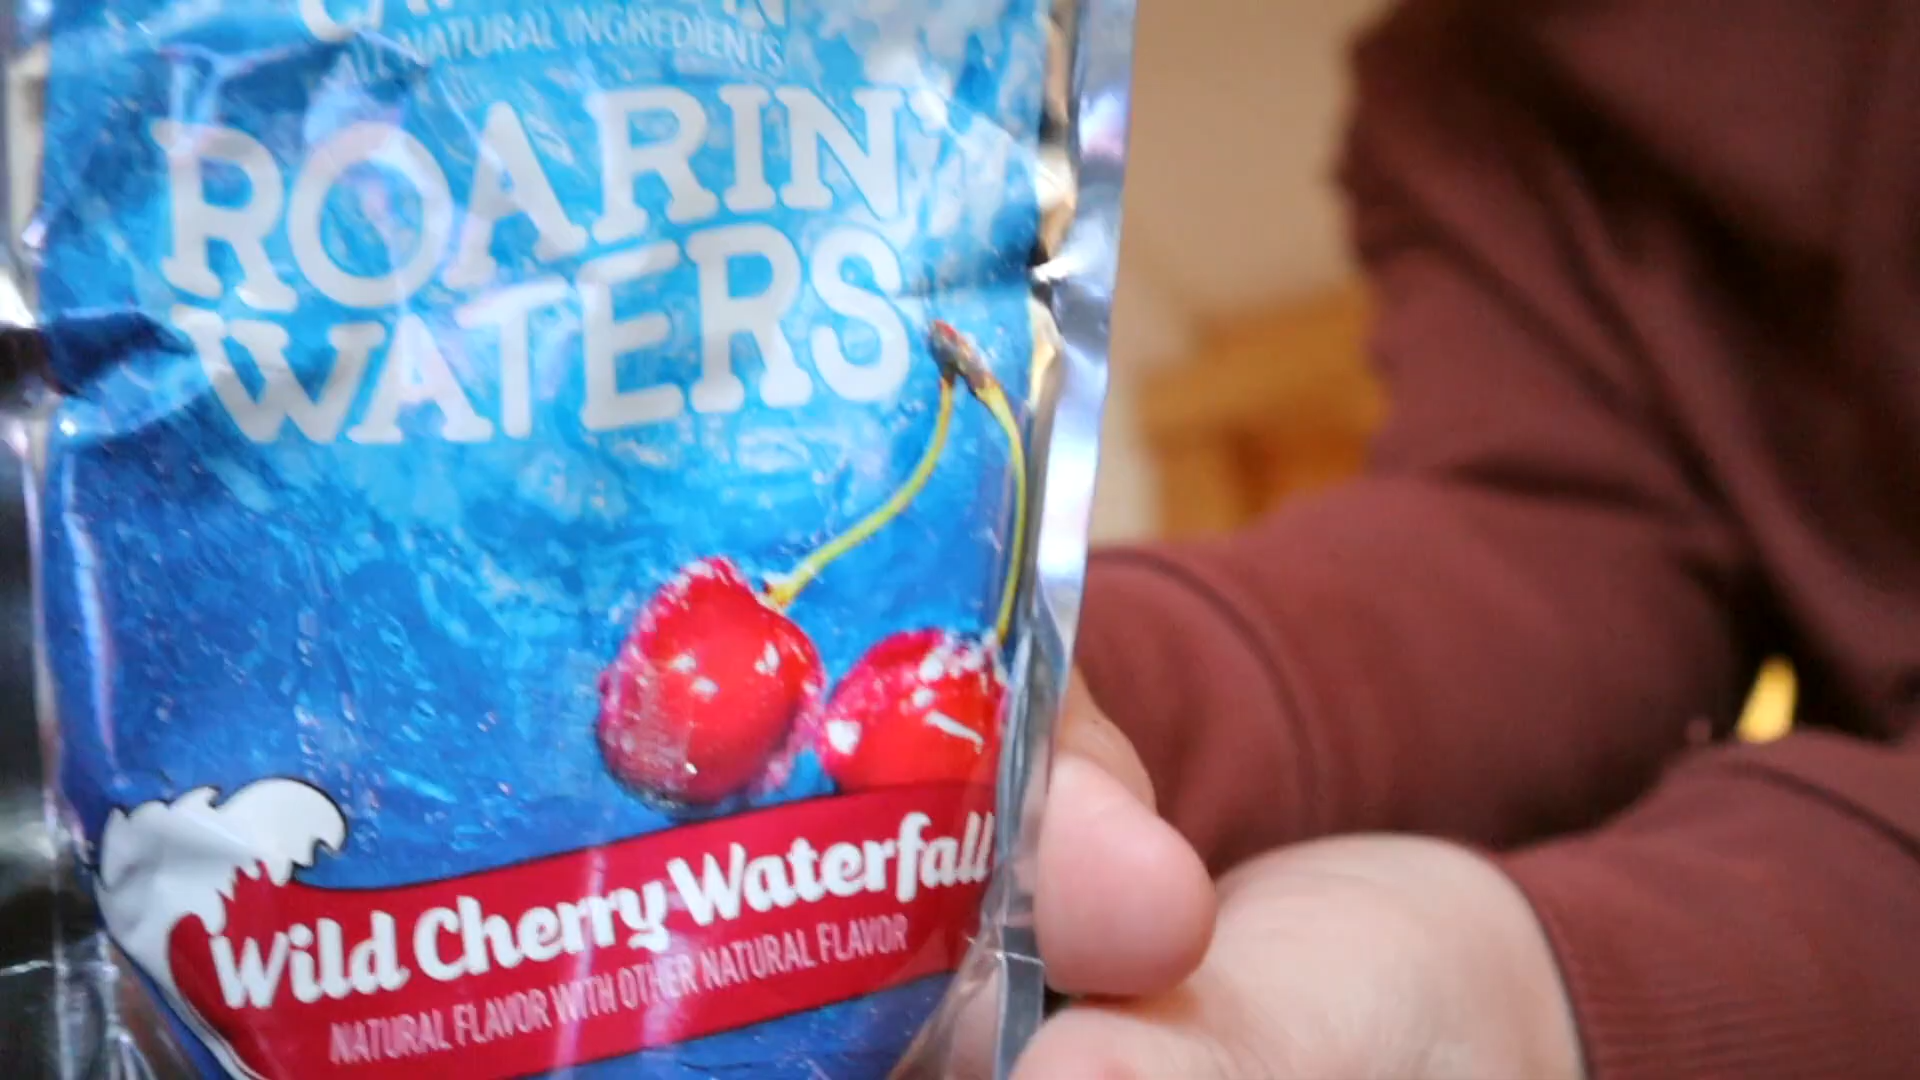 ALL NATURAL INGREDIENTS
ROARIN'
WATERS
Wild Cherry Waterfall
NATURAL FLAVOR WITH OTHER NATURAL FLAVOR